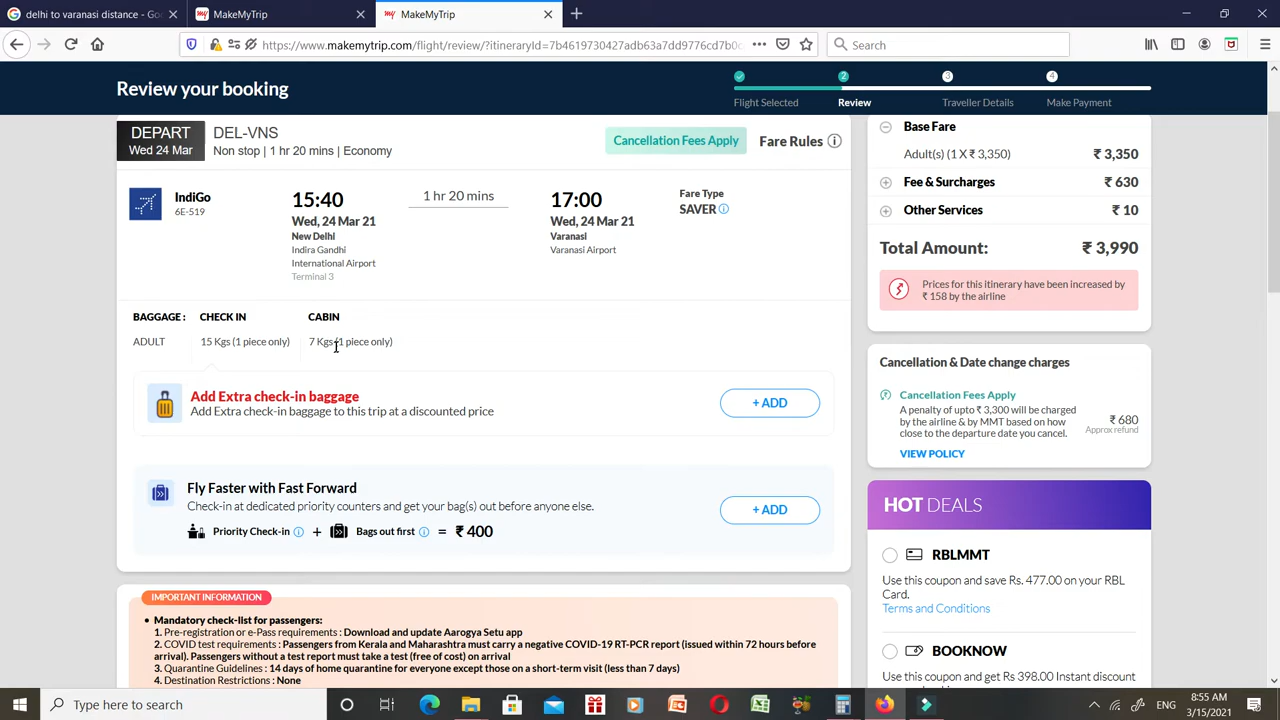 delhi to varanasi distance - Goo
MakeMyTrip
MakeMyTrip
https://www.makemytrip.com/flight/review/?itineraryId=7b2619730427adb63a7dd9776cd7b0c
Search
Review your booking
1
2
3
4
Flight Selected
Review
Traveller Details
Make Payment
DEPART
Wed 24 Mar
DEL-VNS
Non stop | 1 hr 20 mins | Economy
Cancellation Fees Apply
Fare Rules
IndiGo
6E-519
15:40
Wed, 24 Mar 21
New Delhi
Indira Gandhi
International Airport
Terminal 3
1 hr 20 mins
17:00
Wed, 24 Mar 21
Varanasi
Varanasi Airport
Fare Type
SAVER
BAGGAGE :
CHECK IN
CABIN
ADULT
15 Kgs (1 piece only)
7 Kgs (1 piece only)
Add Extra check-in baggage
Add Extra check-in baggage to this trip at a discounted price
+ ADD
Fly Faster with Fast Forward
Check-in at dedicated priority counters and get your bag(s) out before anyone else.
Priority Check-in + Bags out first = ₹ 400
+ ADD
IMPORTANT INFORMATION
• Mandatory check-list for passengers:
1. Pre-registration or e-Pass requirements : Download and update Aarogya Setu app
2. COVID test requirements : Passengers from Kerala and Maharashtra must carry a negative COVID-19 RT-PCR report (issued within 72 hours before
arrival). Passengers without a test report must take a test (free of cost) on arrival
3. Quarantine Guidelines : 14 days of home quarantine for everyone except those on a short-term visit (less than 7 days)
4. Destination Restrictions : None
Base Fare
Adult(s) (1 X ₹ 3,350)
₹ 3,350
Fee & Surcharges
₹ 630
Other Services
₹ 10
Total Amount:
₹ 3,990
Prices for this itinerary have been increased by
₹ 158 by the airline
Cancellation & Date change charges
Cancellation Fees Apply
A penalty of upto ₹ 3,300 will be charged
by the airline & by MMT based on how
close to the departure date you cancel.
₹ 680
Approx refund
VIEW POLICY
HOT DEALS
RBLMMT
Use this coupon and save Rs. 477.00 on your RBL
Card.
Terms and Conditions
BOOKNOW
Use this coupon and get Rs 398.00 Instant discount
Type here to search
ENG
8:55 AM
3/15/2021